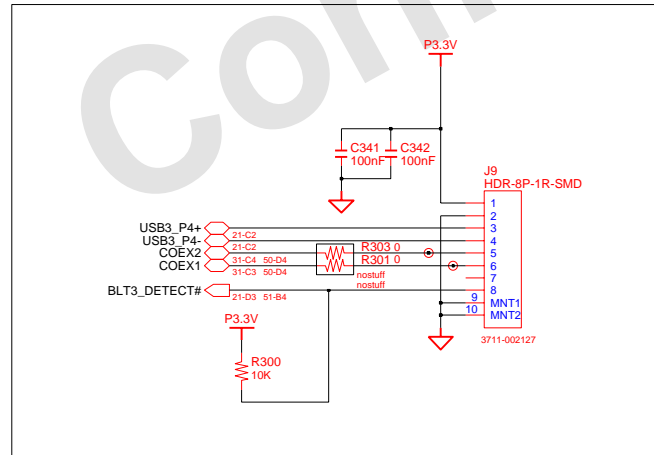 Com
P3.3V
C341
100nF
C342
100nF
J9
HDR-8P-1R-SMD
1
2
3
4
5
6
7
8
9
MNT1
10
MNT2
3711-002127
USB3_P4+
21-C2
USB3_P4-
21-C2
COEX2
31-C4 50-D4
COEX1
31-C3 50-D4
R303 0
R301 0
nostuff
nostuff
BLT3_DETECT#
21-D3 51-B4
P3.3V
R300
10K